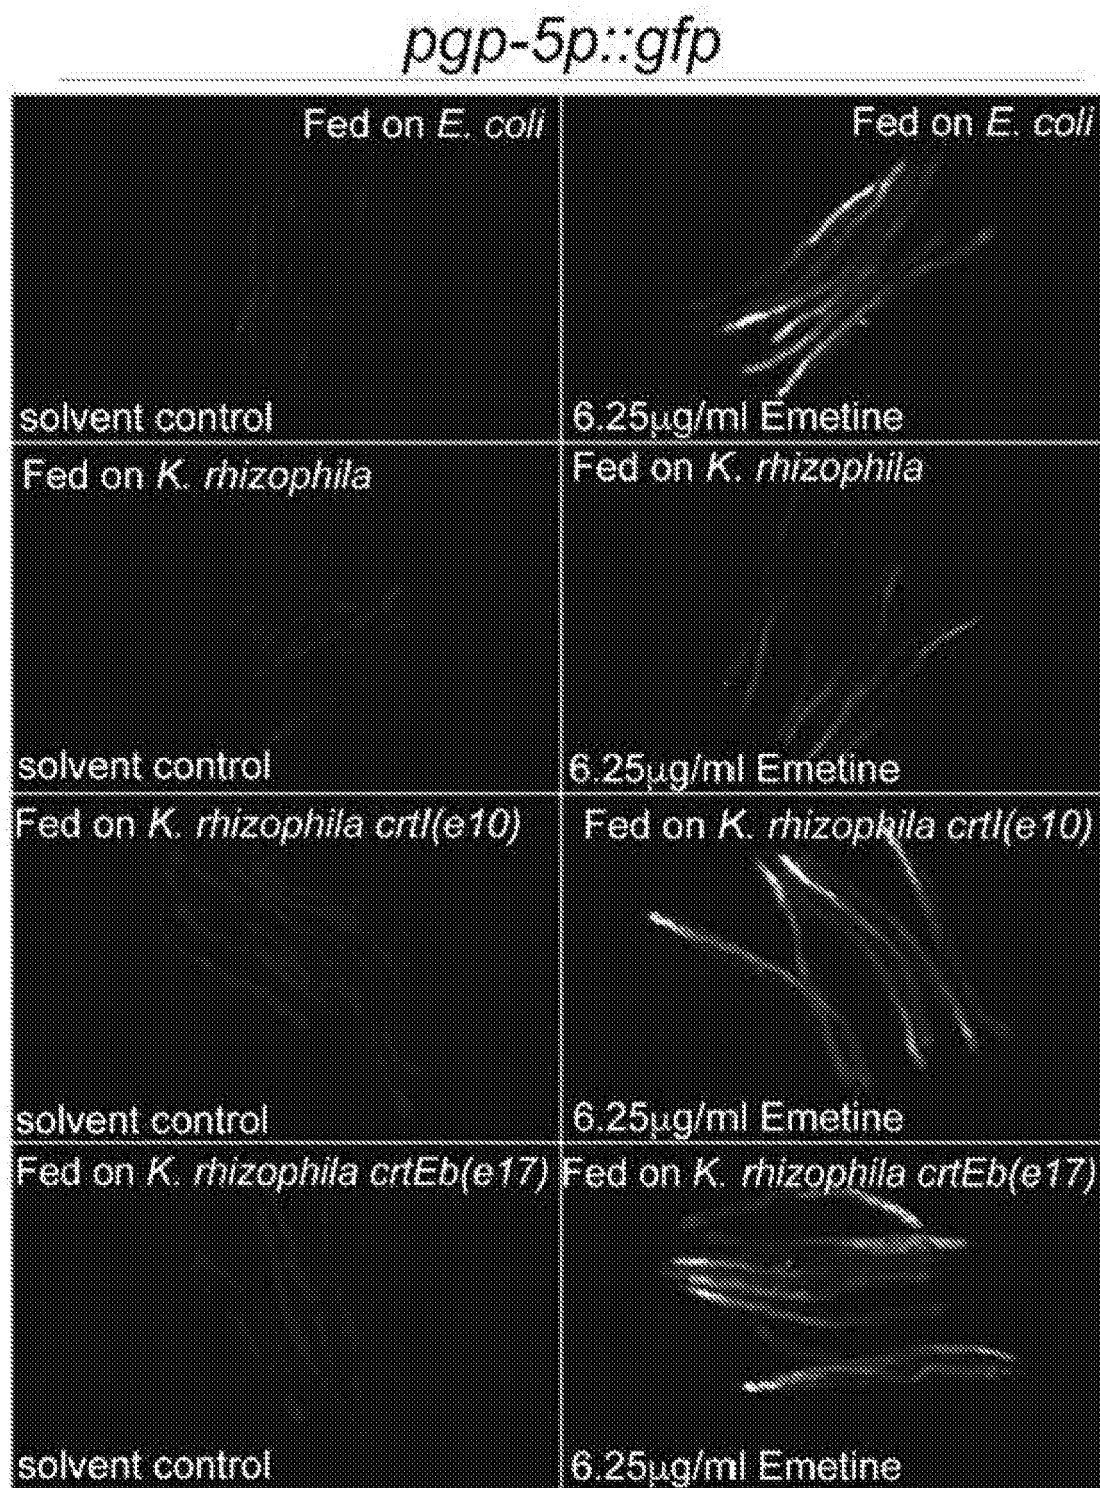 pgp-5p::gfp
Fed on E. coli
Fed on E. coli
solvent control
6.25μg/ml Emetine
Fed on K. rhizophila
Fed on K. rhizophila
solvent control
6.25μg/ml Emetine
Fed on K. rhizophila crtI(e10)
Fed on K. rhizophila crtI(e10)
solvent control
6.25μg/ml Emetine
Fed on K. rhizophila crtEb(e17)
Fed on K. rhizophila crtEb(e17)
solvent control
6.25μg/ml Emetine